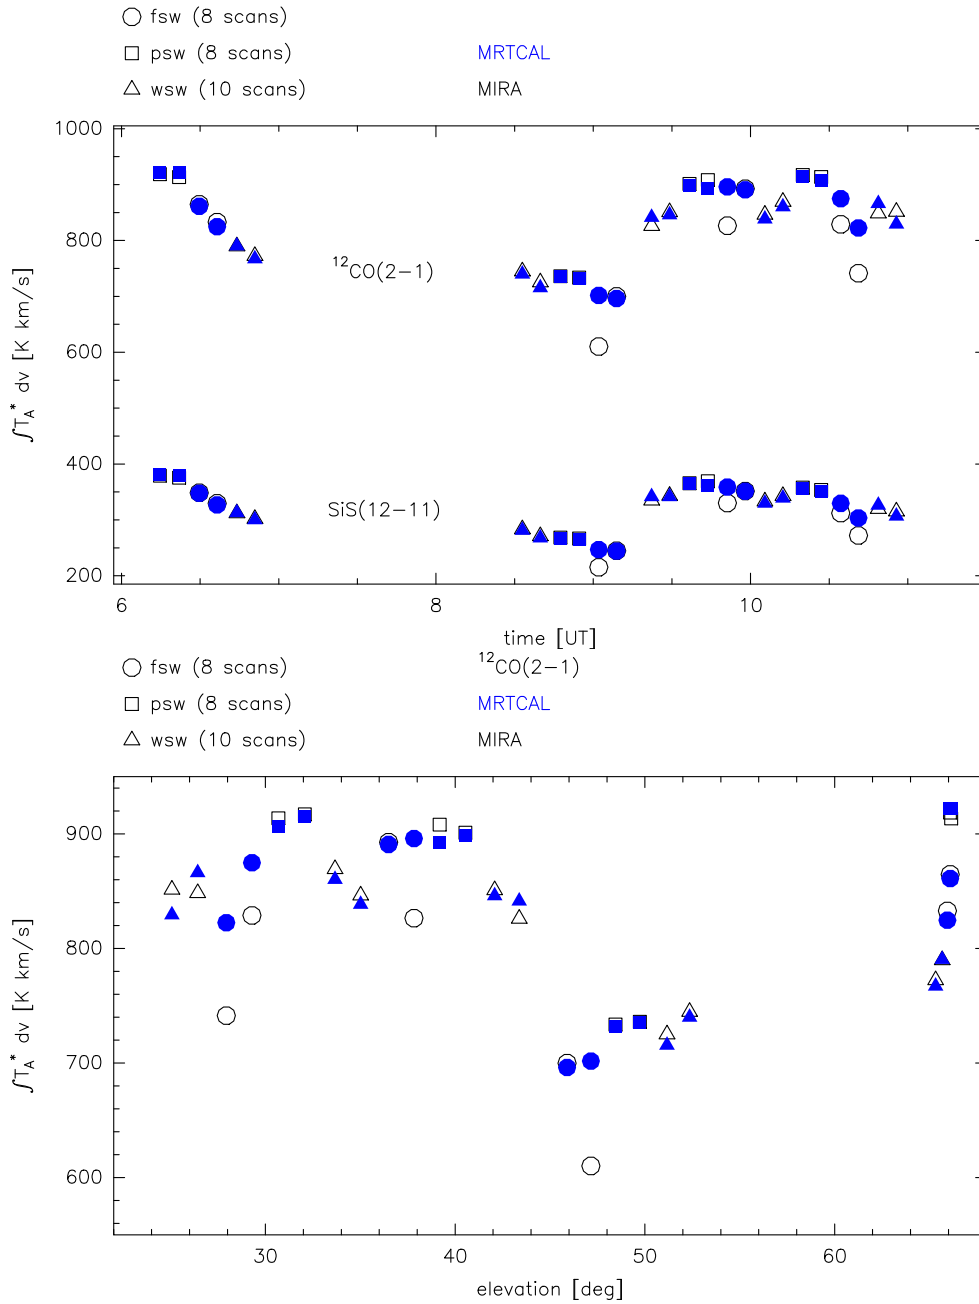 fsw (8 scans)
psw (8 scans) MRTCAL
wsw (10 scans) MIRA
1000
800
600
400
200
∫T_A^* dv [K km/s]
¹²CO(2−1)
SiS(12−11)
6 8 10
time [UT]
fsw (8 scans) ¹²CO(2−1)
psw (8 scans) MRTCAL
wsw (10 scans) MIRA
900
800
700
600
∫T_A^* dv [K km/s]
30 40 50 60
elevation [deg]